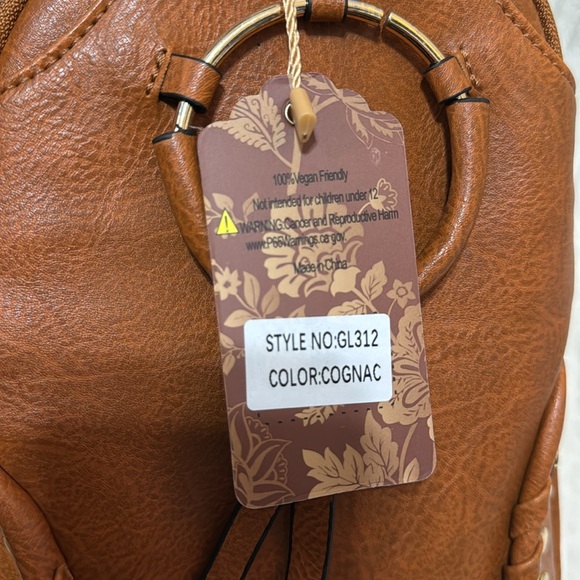 100%Vegan Friendly
Not intended for children under 12
WARNING:Cancer and Reproductive Harm
www.P65Warnings.ca.gov.
Made in China
STYLE NO:GL312
COLOR:COGNAC